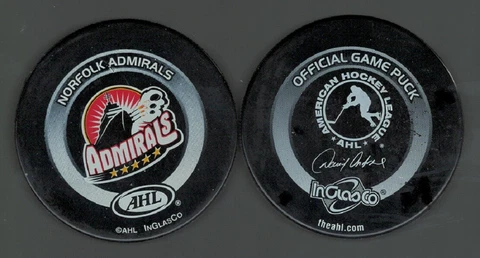 NORFOLK ADMIRALS
ADMIRALS
AHL
©AHL INGLASCO
OFFICIAL GAME PUCK
AMERICAN HOCKEY LEAGUE
AHL
INGLASCO
theahl.com